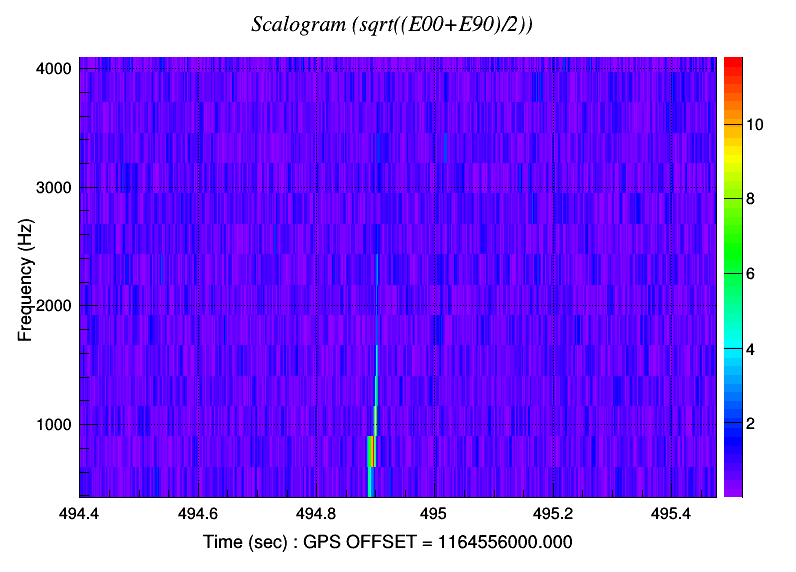 Scalogram (sqrt((E00+E90)/2))
4000
3000
2000
1000
Frequency (Hz)
494.4 494.6 494.8 495 495.2 495.4
Time (sec) : GPS OFFSET = 1164556000.000
10
8
6
4
2